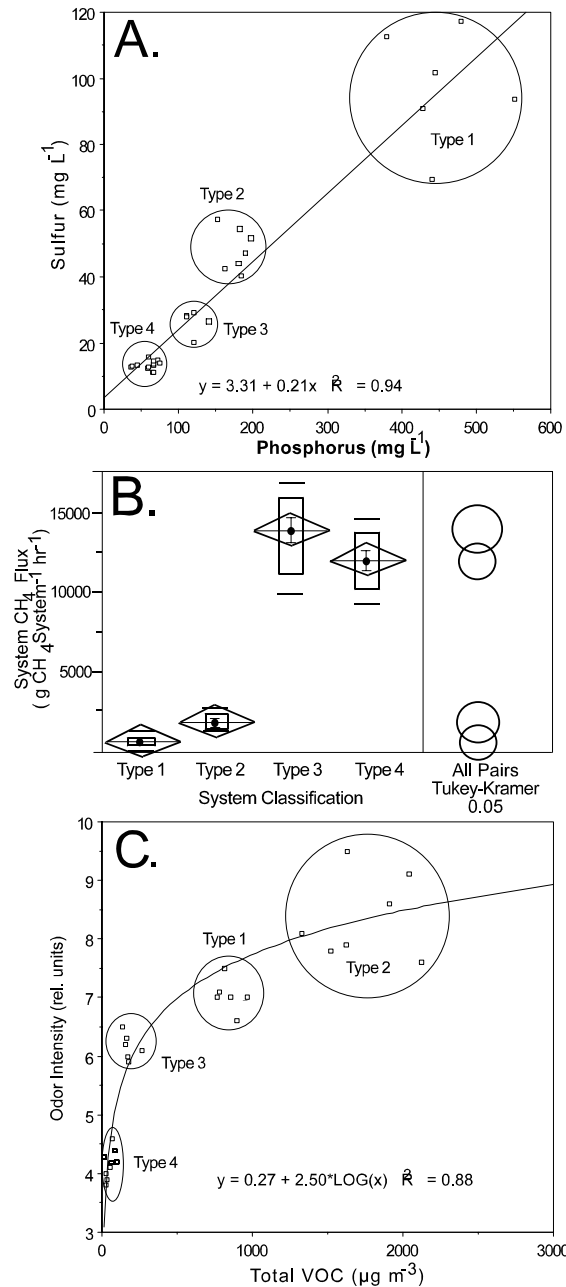 A.
120
100
80
60
40
20
0
Sulfur (mg L-1)
Type 1
Type 2
Type 3
Type 4
y = 3.31 + 0.21x R2 = 0.94
0 100 200 300 400 500 600
Phosphorus (mg L-1)
B.
15000
10000
5000
System CH4 Flux
( g CH4System-1 hr-1)
Type 1 Type 2 Type 3 Type 4
System Classification
All Pairs
Tukey-Kramer
0.05
C.
10
9
8
7
6
5
4
3
Odor Intensity (rel. units)
Type 1
Type 2
Type 3
Type 4
y = 0.27 + 2.50*LOG(x) R2 = 0.88
0 1000 2000 3000
Total VOC (µg m-3)